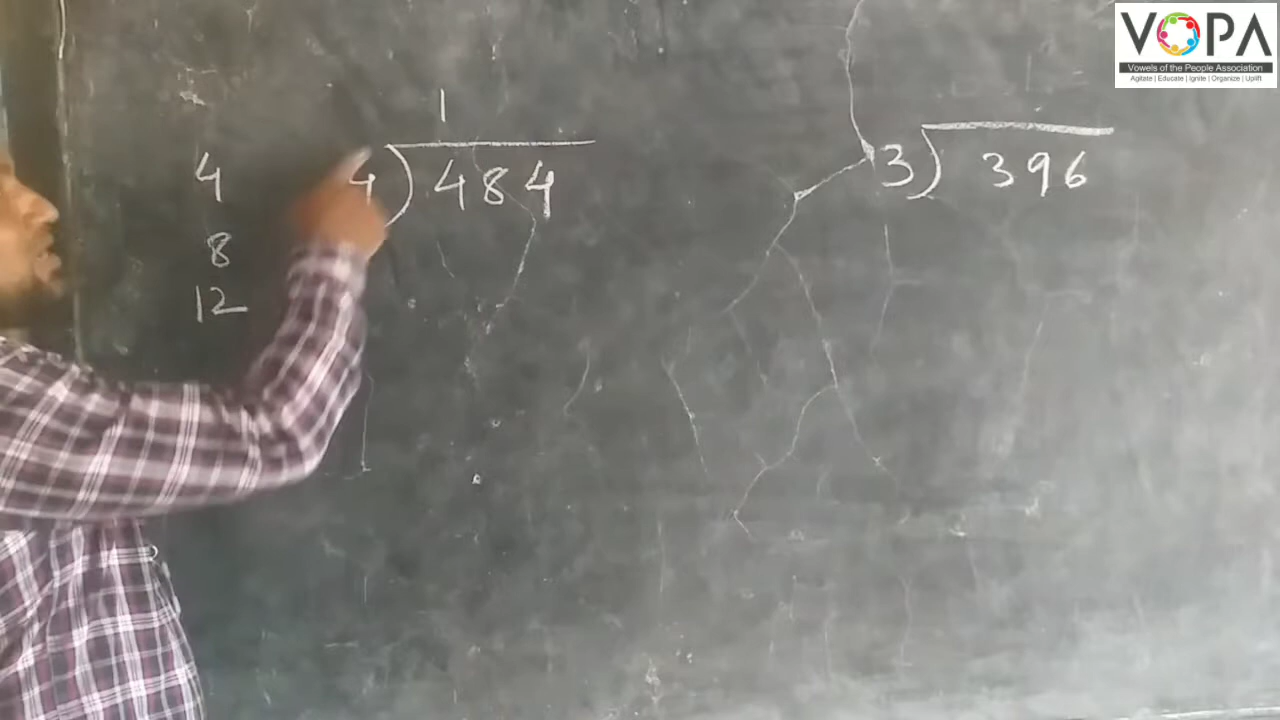 VOPA
Vowels of the People Association
Agitate | Educate | Ignite | Organize | Uplift
1
4
4 ) 484
8
12
3 ) 396